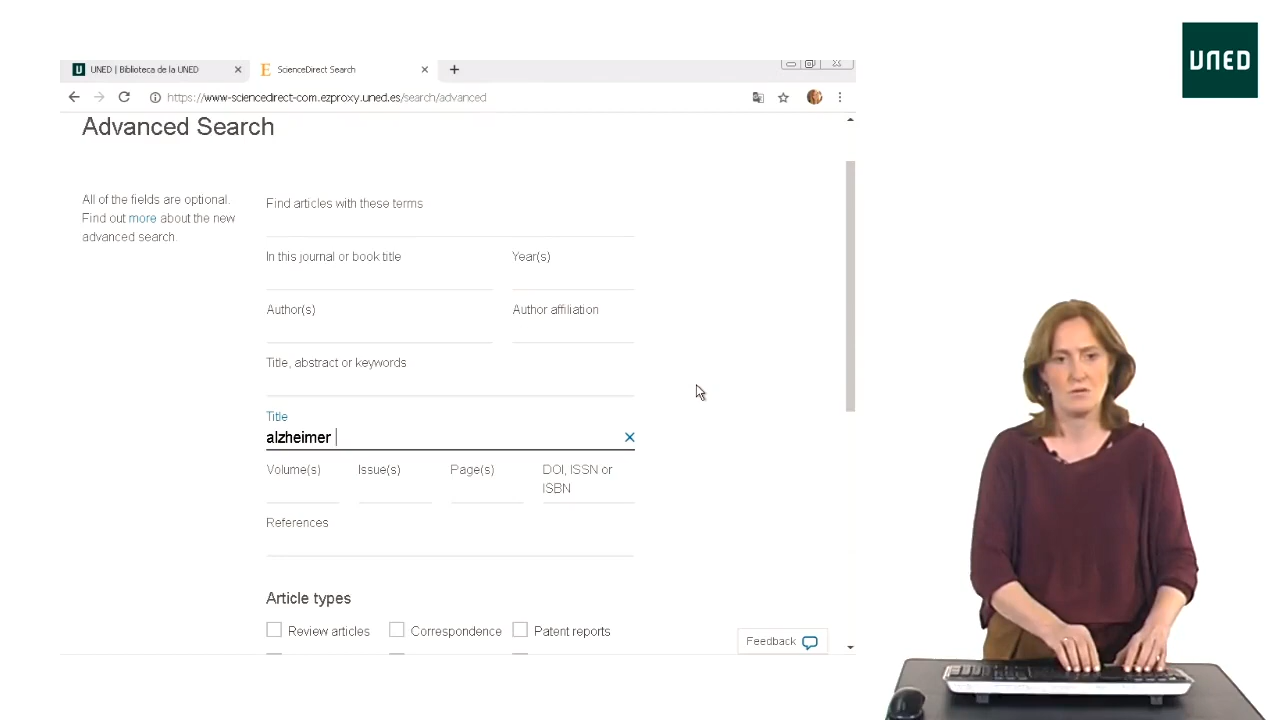 UNED
UNED | Biblioteca de la UNED
ScienceDirect Search
https://www-sciencedirect-com.ezproxy.uned.es/search/advanced
Advanced Search
All of the fields are optional.
Find out more about the new
advanced search.
Find articles with these terms
In this journal or book title
Year(s)
Author(s)
Author affiliation
Title, abstract or keywords
Title
alzheimer
Volume(s)
Issue(s)
Page(s)
DOI, ISSN or
ISBN
References
Article types
Review articles
Correspondence
Patent reports
Feedback